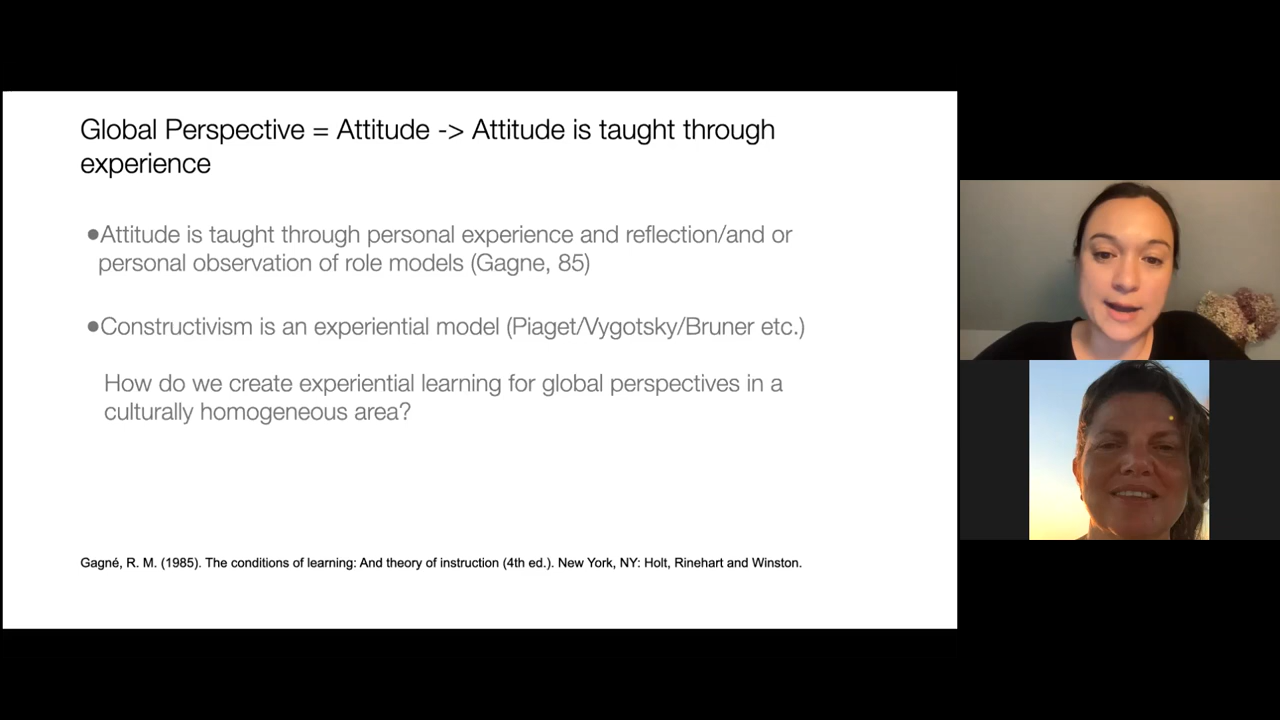 Global Perspective = Attitude -> Attitude is taught through
experience
●Attitude is taught through personal experience and reflection/and or
personal observation of role models (Gagne, 85)
●Constructivism is an experiential model (Piaget/Vygotsky/Bruner etc.)
How do we create experiential learning for global perspectives in a
culturally homogeneous area?
Gagné, R. M. (1985). The conditions of learning: And theory of instruction (4th ed.). New York, NY: Holt, Rinehart and Winston.